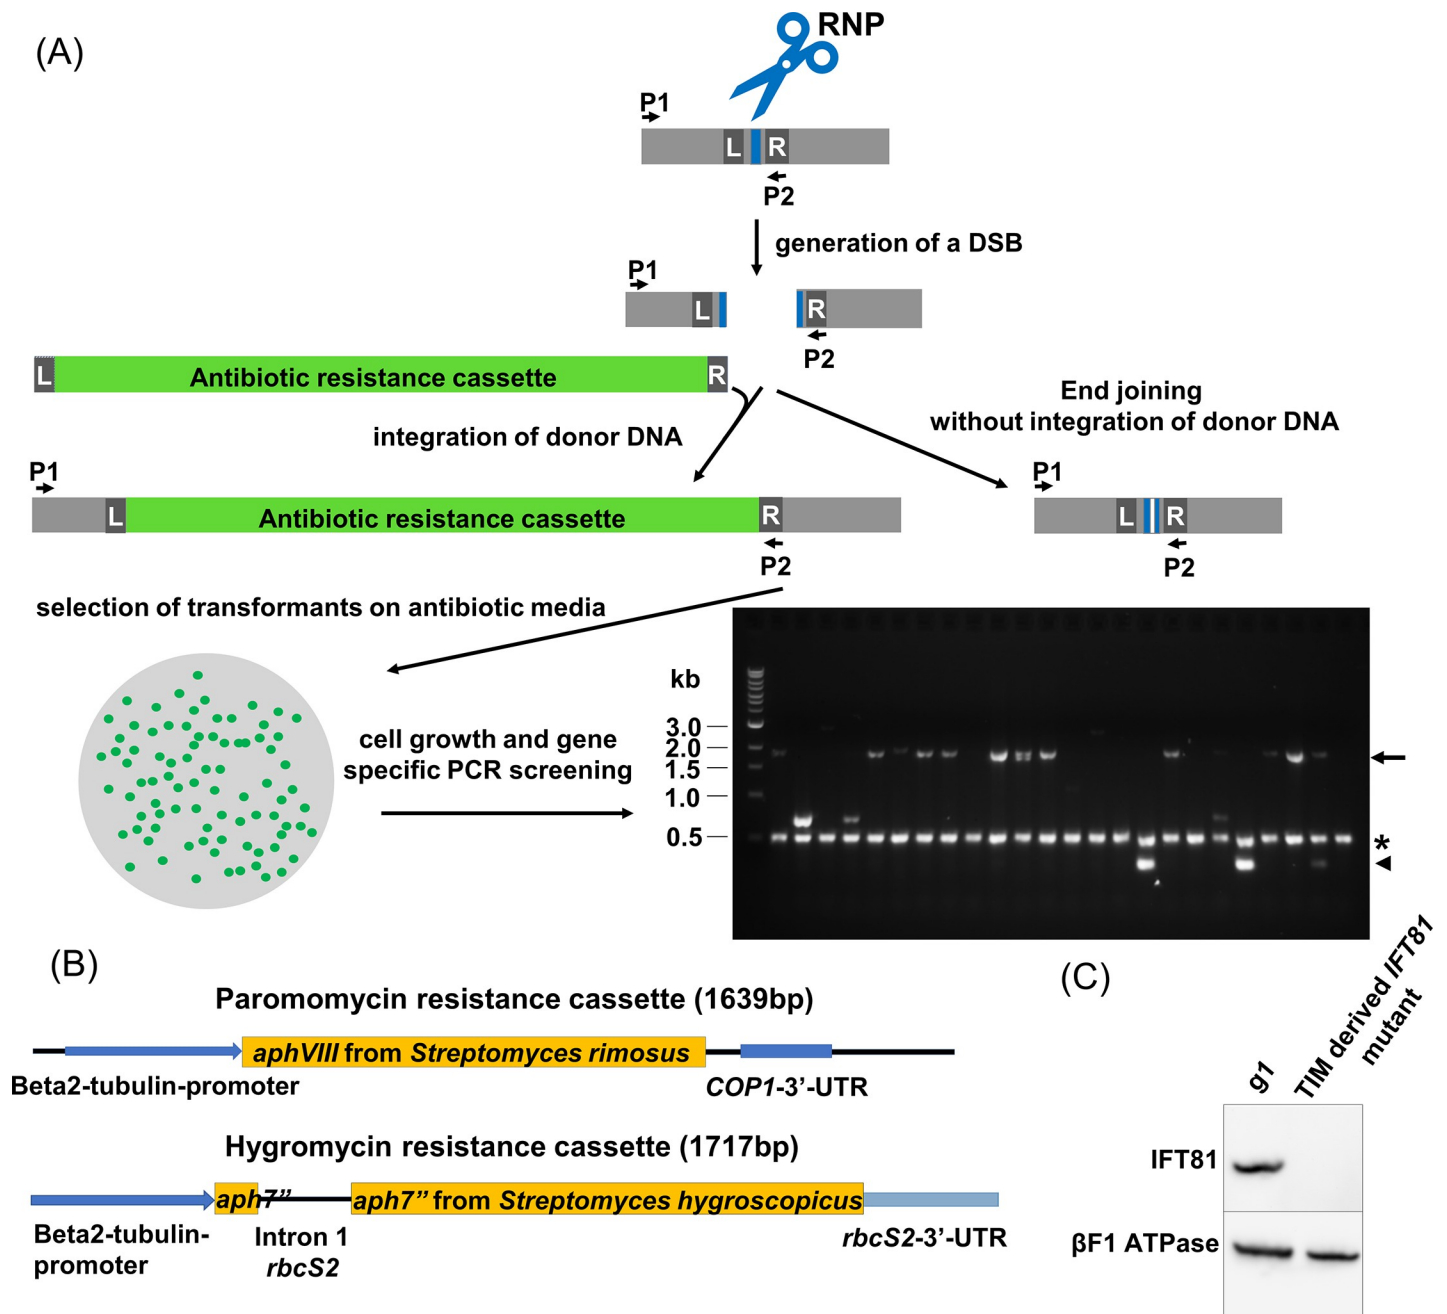 (A)
RNP
P1
L R
P2
generation of a DSB
P1
L R
P2
L Antibiotic resistance cassette R
End joining
without integration of donor DNA
integration of donor DNA
P1
L Antibiotic resistance cassette R
P2
P1
L R
P2
selection of transformants on antibiotic media
cell growth and gene
specific PCR screening
kb
3.0
2.0
1.5
1.0
0.5
*
(B)
Paromomycin resistance cassette (1639bp)
aphVIII from Streptomyces rimosus
Beta2-tubulin-promoter
COP1-3’-UTR
Hygromycin resistance cassette (1717bp)
aph7” aph7” from Streptomyces hygroscopicus
Beta2-tubulin-
promoter
Intron 1
rbcS2
rbcS2-3’-UTR
(C)
g1
TIM derived IFT81
mutant
IFT81
βF1 ATPase